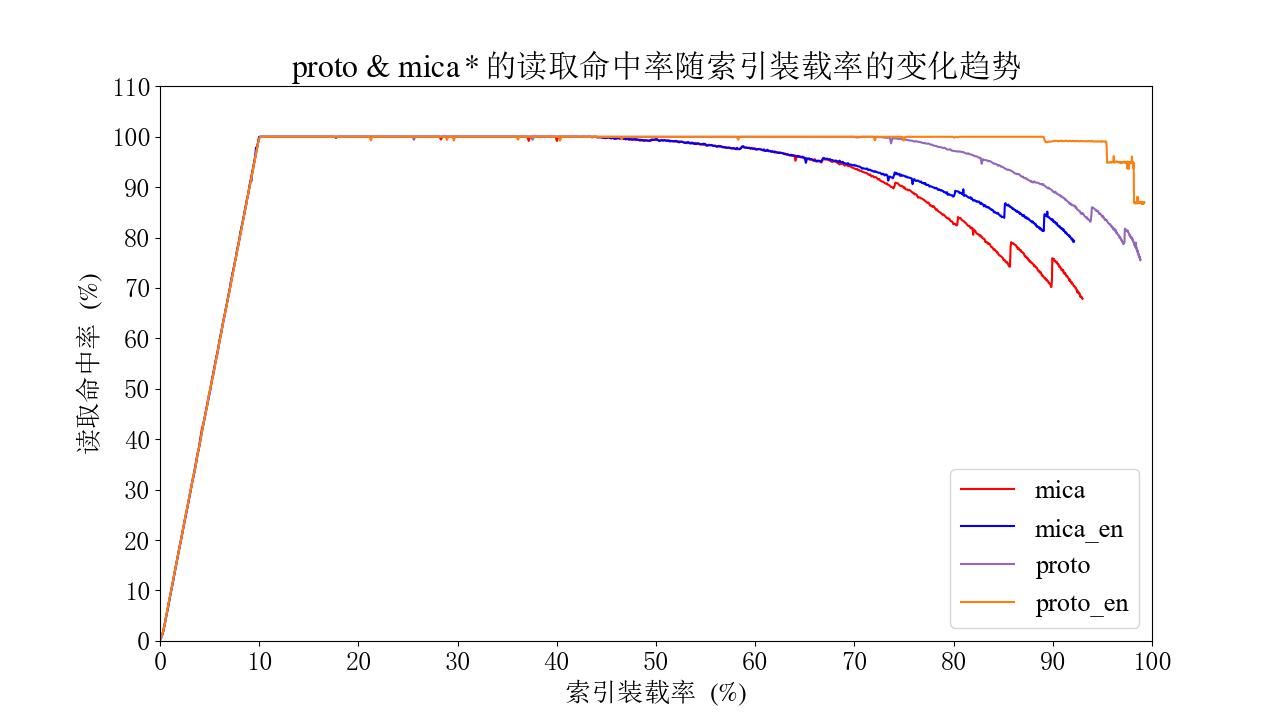 proto & mica* 的读取命中率随索引装载率的变化趋势
110
100
90
80
70
60
50
40
30
20
10
0
读取命中率 (%)
0 10 20 30 40 50 60 70 80 90 100
索引装载率 (%)
mica
mica_en
proto
proto_en